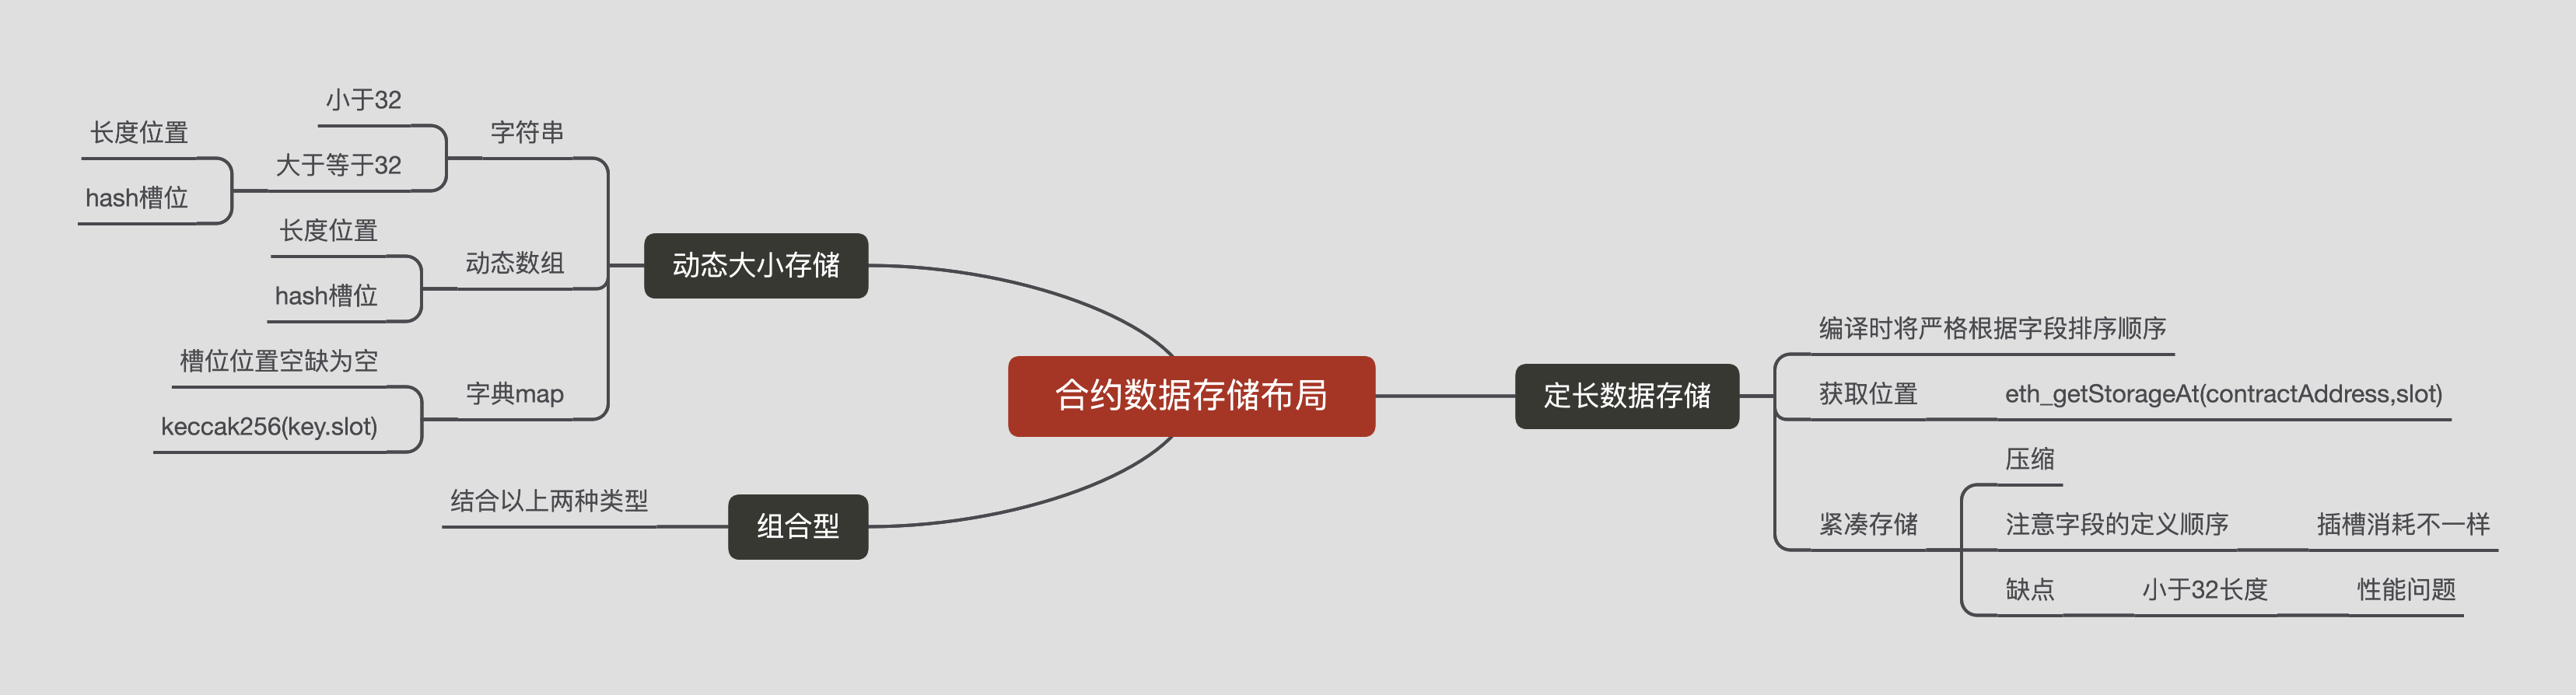 合约数据存储布局
动态大小存储
字符串
小于32
大于等于32
长度位置
hash槽位
动态数组
长度位置
hash槽位
字典map
槽位位置空缺为空
keccak256(key.slot)
组合型
结合以上两种类型
定长数据存储
编译时将严格根据字段排序顺序
获取位置
eth_getStorageAt(contractAddress,slot)
紧凑存储
压缩
注意字段的定义顺序
插槽消耗不一样
缺点
小于32长度
性能问题